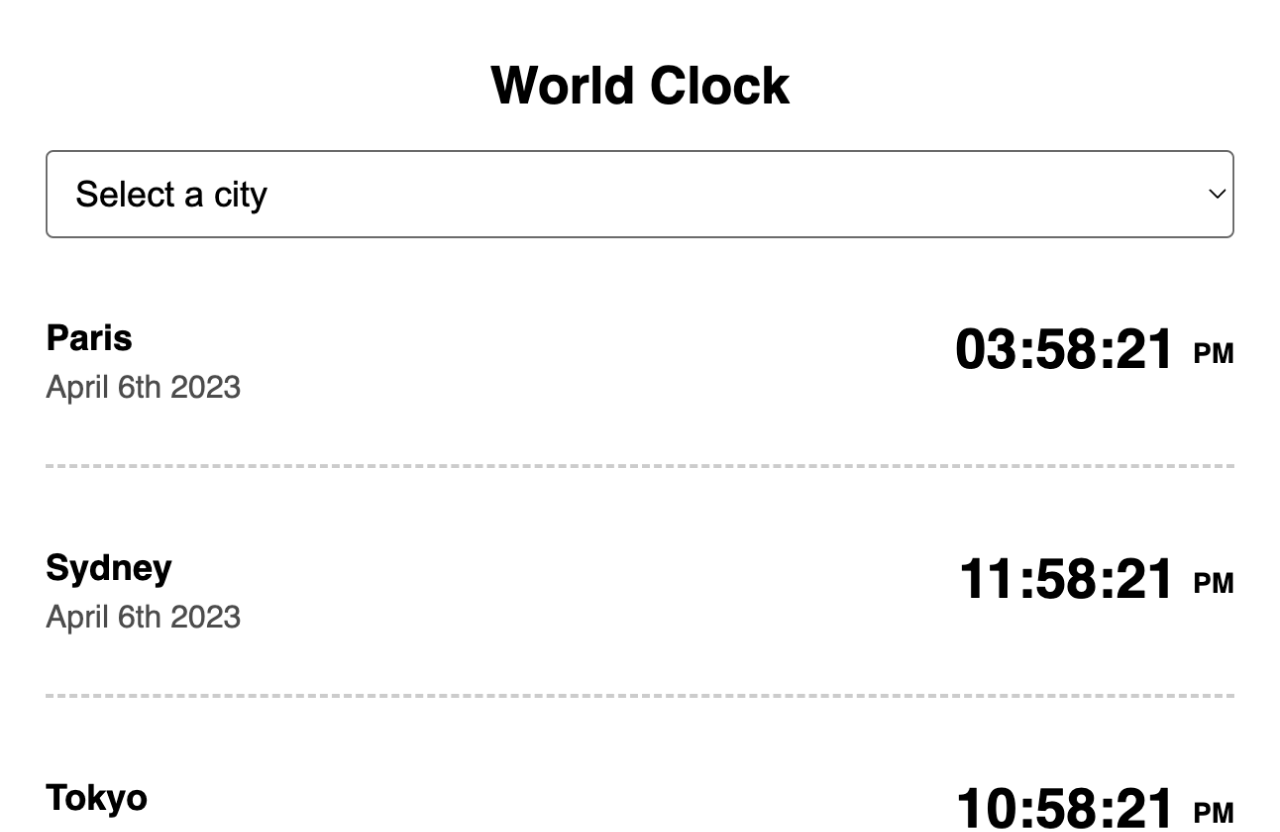 World Clock
Select a city
Paris
03:58:21 PM
April 6th 2023
Sydney
11:58:21 PM
April 6th 2023
Tokyo
10:58:21 PM